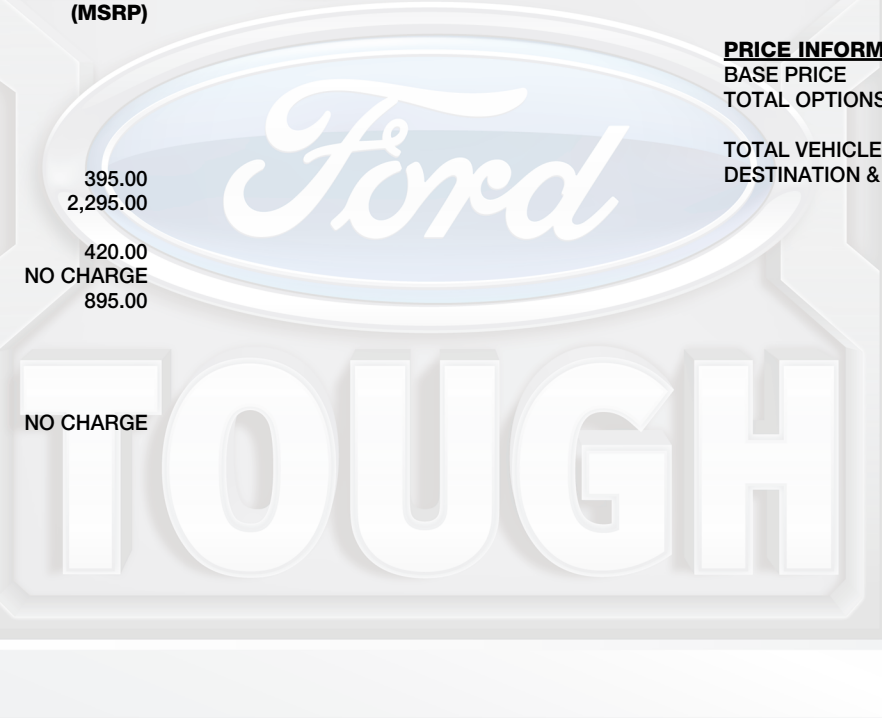 (MSRP)
395.00
2,295.00
420.00
NO CHARGE
895.00
NO CHARGE
PRICE INFORM
BASE PRICE
TOTAL OPTIONS
TOTAL VEHICLE
DESTINATION &
Ford
TOUGH